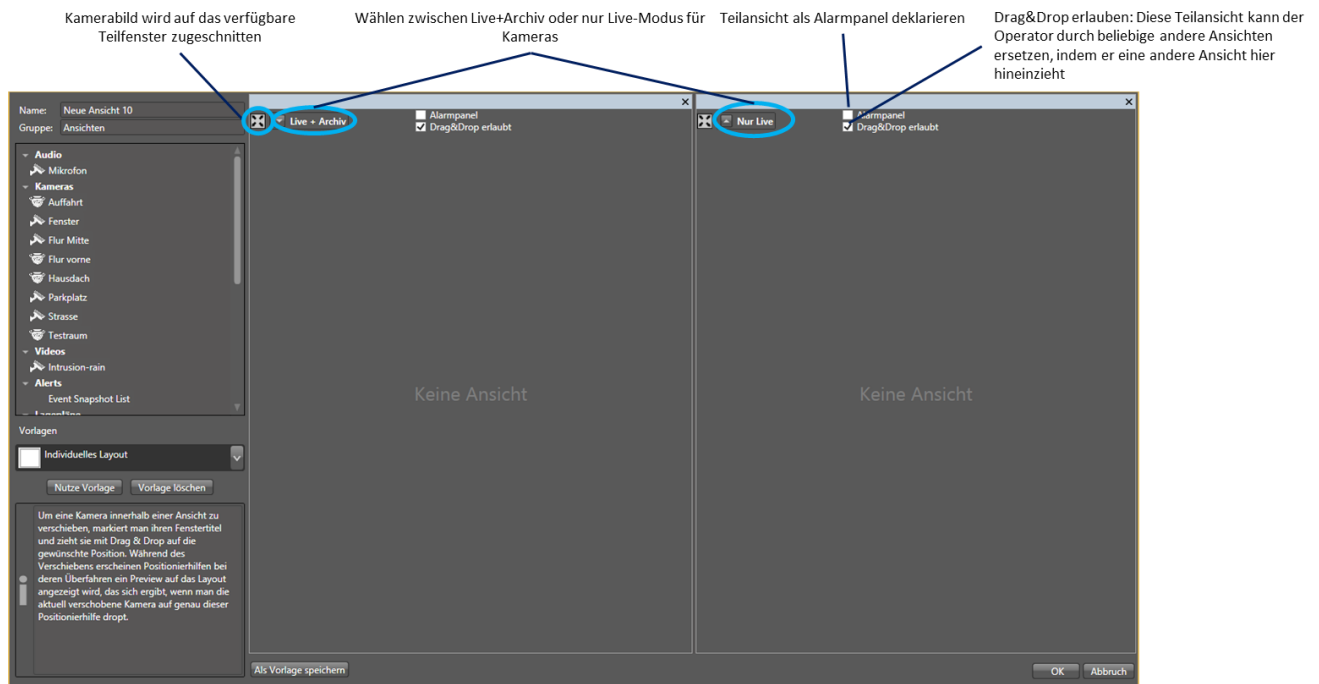 Kamerabild wird auf das verfügbare
Teilfenster zugeschnitten
Wählen zwischen Live+Archiv oder nur Live-Modus für
Kameras
Teilansicht als Alarmpanel deklarieren
Drag&Drop erlauben: Diese Teilansicht kann der
Operator durch beliebige andere Ansichten
ersetzen, indem er eine andere Ansicht hier
hineinzieht
Name: Neue Ansicht 10
Gruppe: Ansichten
Audio
Mikrofon
Kameras
Auffahrt
Fenster
Flur Mitte
Flur vorne
Hausdach
Parkplatz
Strasse
Testraum
Videos
Intrusion-rain
Alerts
Event Snapshot List
Lagepläne
Vorlagen
Individuelles Layout
Nutze Vorlage Vorlage löschen
Um eine Kamera innerhalb einer Ansicht zu
verschieben, markiert man ihren Fenstertitel
und zieht sie mit Drag & Drop auf die
gewünschte Position. Während des
Verschiebens erscheinen Positionierhilfen bei
deren Überfahren ein Preview auf das Layout
angezeigt wird, das sich ergibt, wenn man die
aktuell verschobene Kamera auf genau dieser
Positionierhilfe dropt.
Live + Archiv
Alarmpanel
Drag&Drop erlaubt
Keine Ansicht
Nur Live
Alarmpanel
Drag&Drop erlaubt
Keine Ansicht
Als Vorlage speichern
OK Abbruch